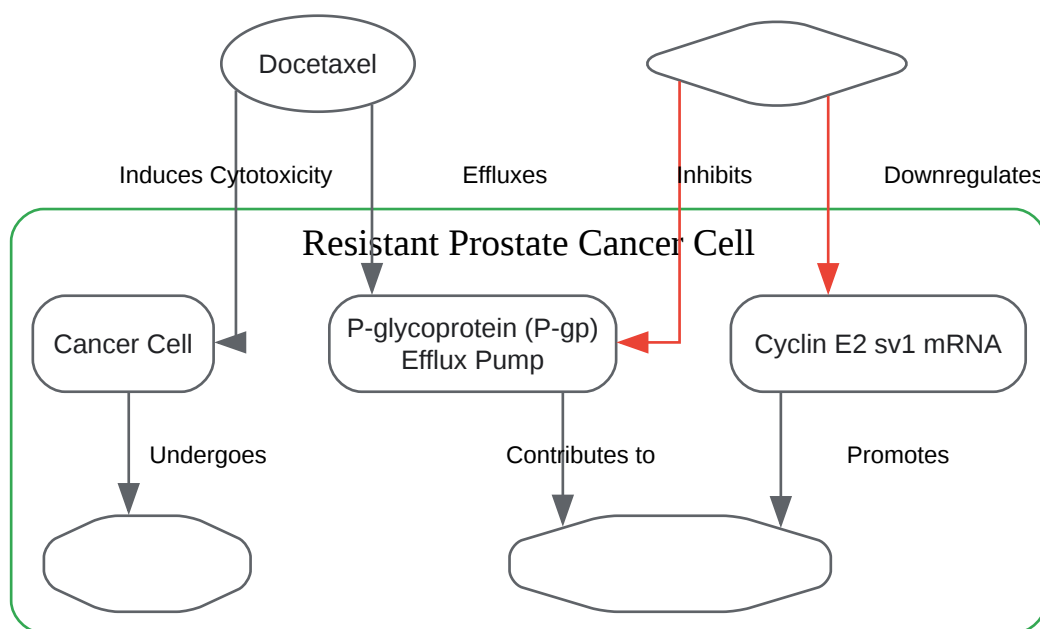 Docetaxel
Induces Cytotoxicity
Effluxes
Inhibits
Downregulates
Resistant Prostate Cancer Cell
Cancer Cell
P-glycoprotein (P-gp)
Efflux Pump
Cyclin E2 sv1 mRNA
Undergoes
Contributes to
Promotes